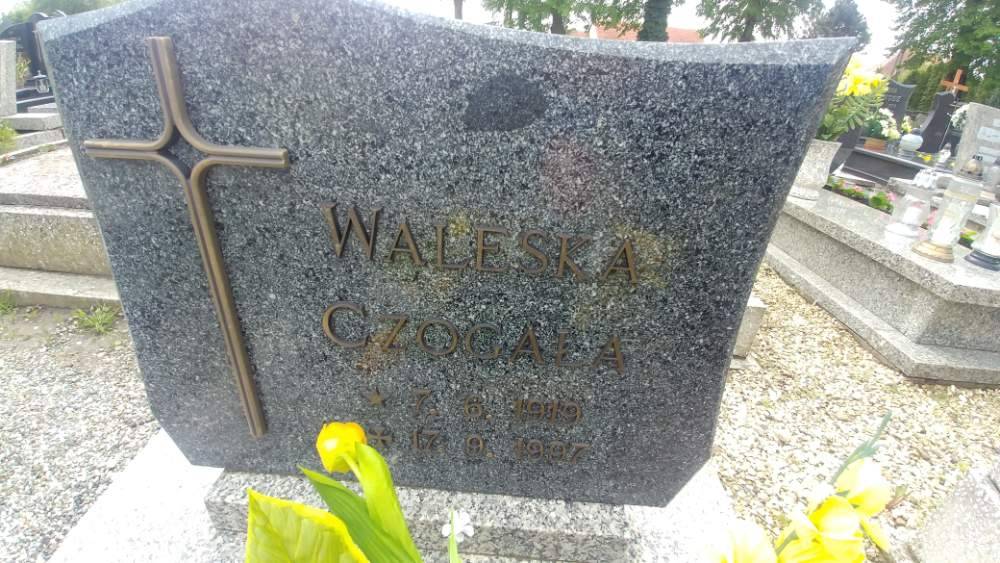 WALESKA
CZOGAŁA
* 7. 6. 1919
✝ 17. 9. 1997